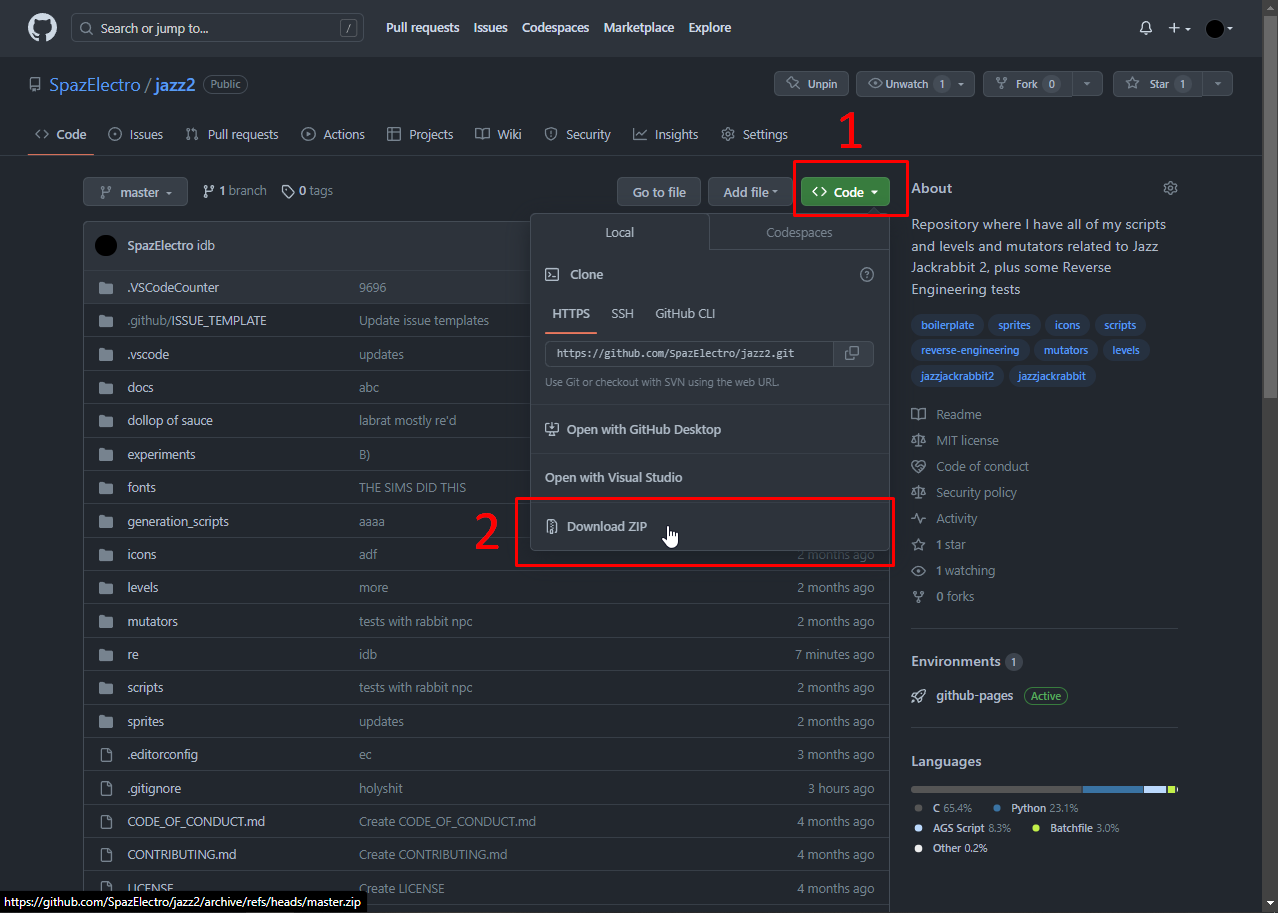 Search or jump to... /
Pull requests Issues Codespaces Marketplace Explore
SpazElectro / jazz2 Public
Unpin Unwatch 1 Fork 0 Star 1
Code Issues Pull requests Actions Projects Wiki Security Insights Settings
1
master 1 branch 0 tags Go to file Add file Code
SpazElectro idb
.VSCodeCounter 9696
.github/ISSUE_TEMPLATE Update issue templates
.vscode updates
docs abc
dollop of sauce labrat mostly re'd
experiments B)
fonts THE SIMS DID THIS
generation_scripts aaaa
icons adf 2 months ago
levels more 2 months ago
mutators tests with rabbit npc 2 months ago
re idb 7 minutes ago
scripts tests with rabbit npc 2 months ago
sprites updates 2 months ago
.editorconfig ec 3 months ago
.gitignore holyshit 3 hours ago
CODE_OF_CONDUCT.md Create CODE_OF_CONDUCT.md 4 months ago
CONTRIBUTING.md Create CONTRIBUTING.md 4 months ago
LICENSE Create LICENSE 4 months ago
Local Codespaces
Clone
HTTPS SSH GitHub CLI
https://github.com/SpazElectro/jazz2.git
Use Git or checkout with SVN using the web URL.
Open with GitHub Desktop
Open with Visual Studio
2
Download ZIP
About
Repository where I have all of my scripts
and levels and mutators related to Jazz
Jackrabbit 2, plus some Reverse
Engineering tests
boilerplate sprites icons scripts
reverse-engineering mutators levels
jazzjackrabbit2 jazzjackrabbit
Readme
MIT license
Code of conduct
Security policy
Activity
1 star
1 watching
0 forks
Environments 1
github-pages Active
Languages
C 65.4% Python 23.1%
AGS Script 8.3% Batchfile 3.0%
Other 0.2%
https://github.com/SpazElectro/jazz2/archive/refs/heads/master.zip